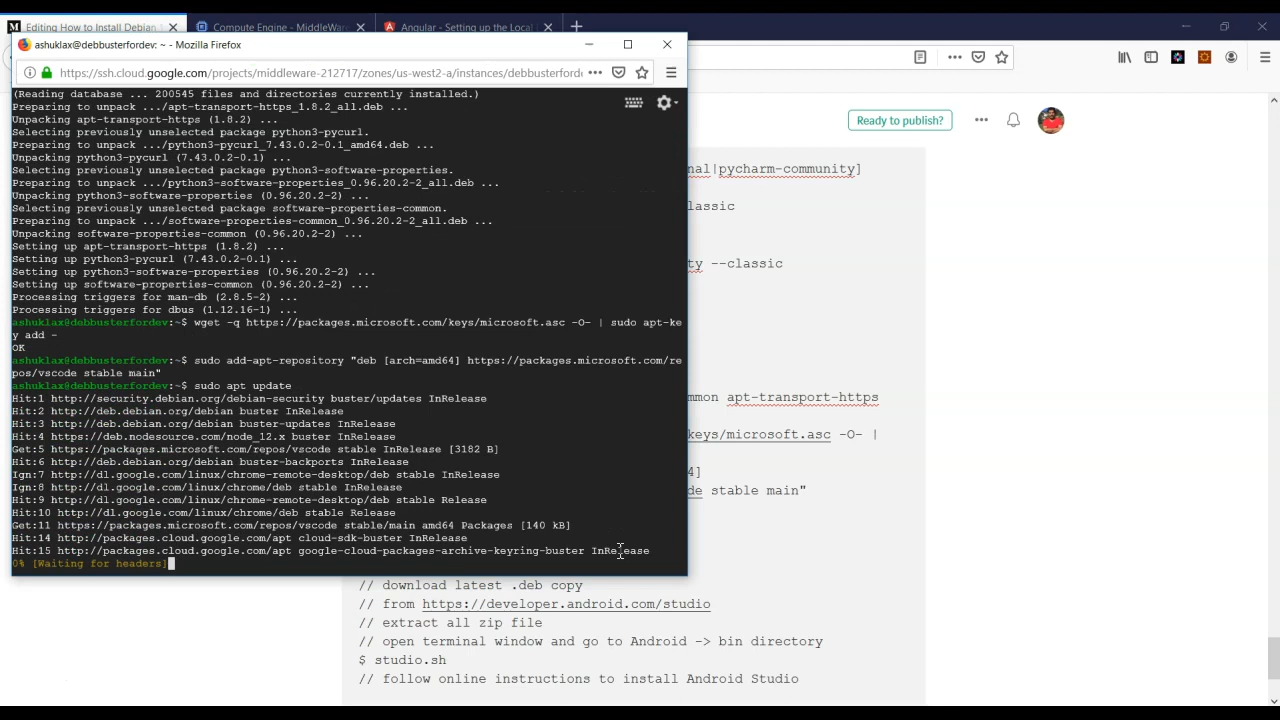 Editing How to Install Debian
Compute Engine - MiddleWar
Angular - Setting up the Local
ashuklax@debbusterfordev: ~ - Mozilla Firefox
https://ssh.cloud.google.com/projects/middleware-212717/zones/us-west2-a/instances/debbusterforde
(Reading database ... 200545 files and directories currently installed.)
Preparing to unpack .../apt-transport-https_1.8.2_all.deb ...
Unpacking apt-transport-https (1.8.2) ...
Selecting previously unselected package python3-pycurl.
Preparing to unpack .../python3-pycurl_7.43.0.2-0.1_amd64.deb ...
Unpacking python3-pycurl (7.43.0.2-0.1) ...
Selecting previously unselected package python3-software-properties.
Preparing to unpack .../python3-software-properties_0.96.20.2-2_all.deb ...
Unpacking python3-software-properties (0.96.20.2-2) ...
Selecting previously unselected package software-properties-common.
Preparing to unpack .../software-properties-common_0.96.20.2-2_all.deb ...
Unpacking software-properties-common (0.96.20.2-2) ...
Setting up apt-transport-https (1.8.2) ...
Setting up python3-pycurl (7.43.0.2-0.1) ...
Setting up python3-software-properties (0.96.20.2-2) ...
Setting up software-properties-common (0.96.20.2-2) ...
Processing triggers for man-db (2.8.5-2) ...
Processing triggers for dbus (1.12.16-1) ...
ashuklax@debbusterfordev:~$ wget -q https://packages.microsoft.com/keys/microsoft.asc -O- | sudo apt-ke
y add -
OK
ashuklax@debbusterfordev:~$ sudo add-apt-repository "deb [arch=amd64] https://packages.microsoft.com/re
pos/vscode stable main"
ashuklax@debbusterfordev:~$ sudo apt update
Hit:1 http://security.debian.org/debian-security buster/updates InRelease
Hit:2 http://deb.debian.org/debian buster InRelease
Hit:3 http://deb.debian.org/debian buster-updates InRelease
Hit:4 https://deb.nodesource.com/node_12.x buster InRelease
Get:5 https://packages.microsoft.com/repos/vscode stable InRelease [3182 B]
Hit:6 http://deb.debian.org/debian buster-backports InRelease
Ign:7 http://dl.google.com/linux/chrome-remote-desktop/deb stable InRelease
Ign:8 http://dl.google.com/linux/chrome/deb stable InRelease
Hit:9 http://dl.google.com/linux/chrome-remote-desktop/deb stable Release
Hit:10 http://dl.google.com/linux/chrome/deb stable Release
Get:11 https://packages.microsoft.com/repos/vscode stable/main amd64 Packages [140 kB]
Hit:14 http://packages.cloud.google.com/apt cloud-sdk-buster InRelease
Hit:15 http://packages.cloud.google.com/apt google-cloud-packages-archive-keyring-buster InRelease
0% [Waiting for headers]
Ready to publish?
nal|pycharm-community]
classic
ty --classic
mmon apt-transport-https
keys/microsoft.asc -O- |
4]
de stable main"
// download latest .deb copy
// from https://developer.android.com/studio
// extract all zip file
// open terminal window and go to Android -> bin directory
$ studio.sh
// follow online instructions to install Android Studio